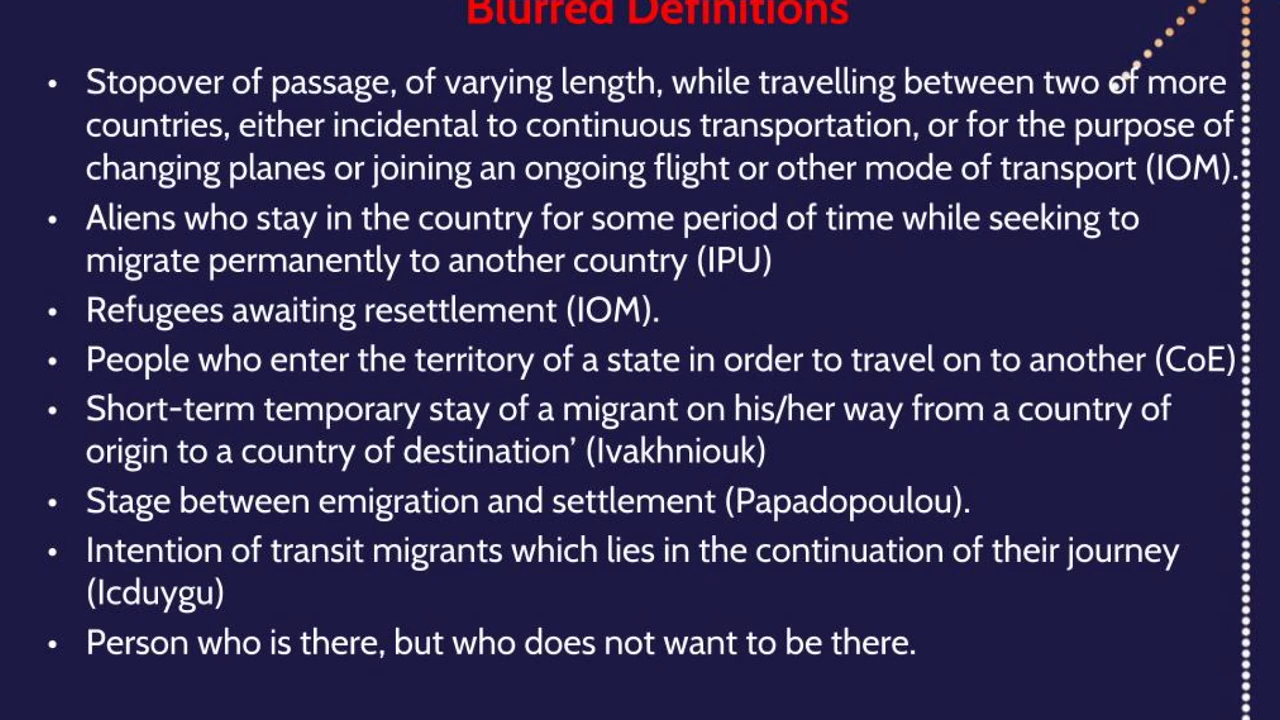 Blurred Definitions
• Stopover of passage, of varying length, while travelling between two of more
countries, either incidental to continuous transportation, or for the purpose of
changing planes or joining an ongoing flight or other mode of transport (IOM).
• Aliens who stay in the country for some period of time while seeking to
migrate permanently to another country (IPU)
• Refugees awaiting resettlement (IOM).
• People who enter the territory of a state in order to travel on to another (CoE)
• Short-term temporary stay of a migrant on his/her way from a country of
origin to a country of destination’ (Ivakhniouk)
• Stage between emigration and settlement (Papadopoulou).
• Intention of transit migrants which lies in the continuation of their journey
(Icduygu)
• Person who is there, but who does not want to be there.